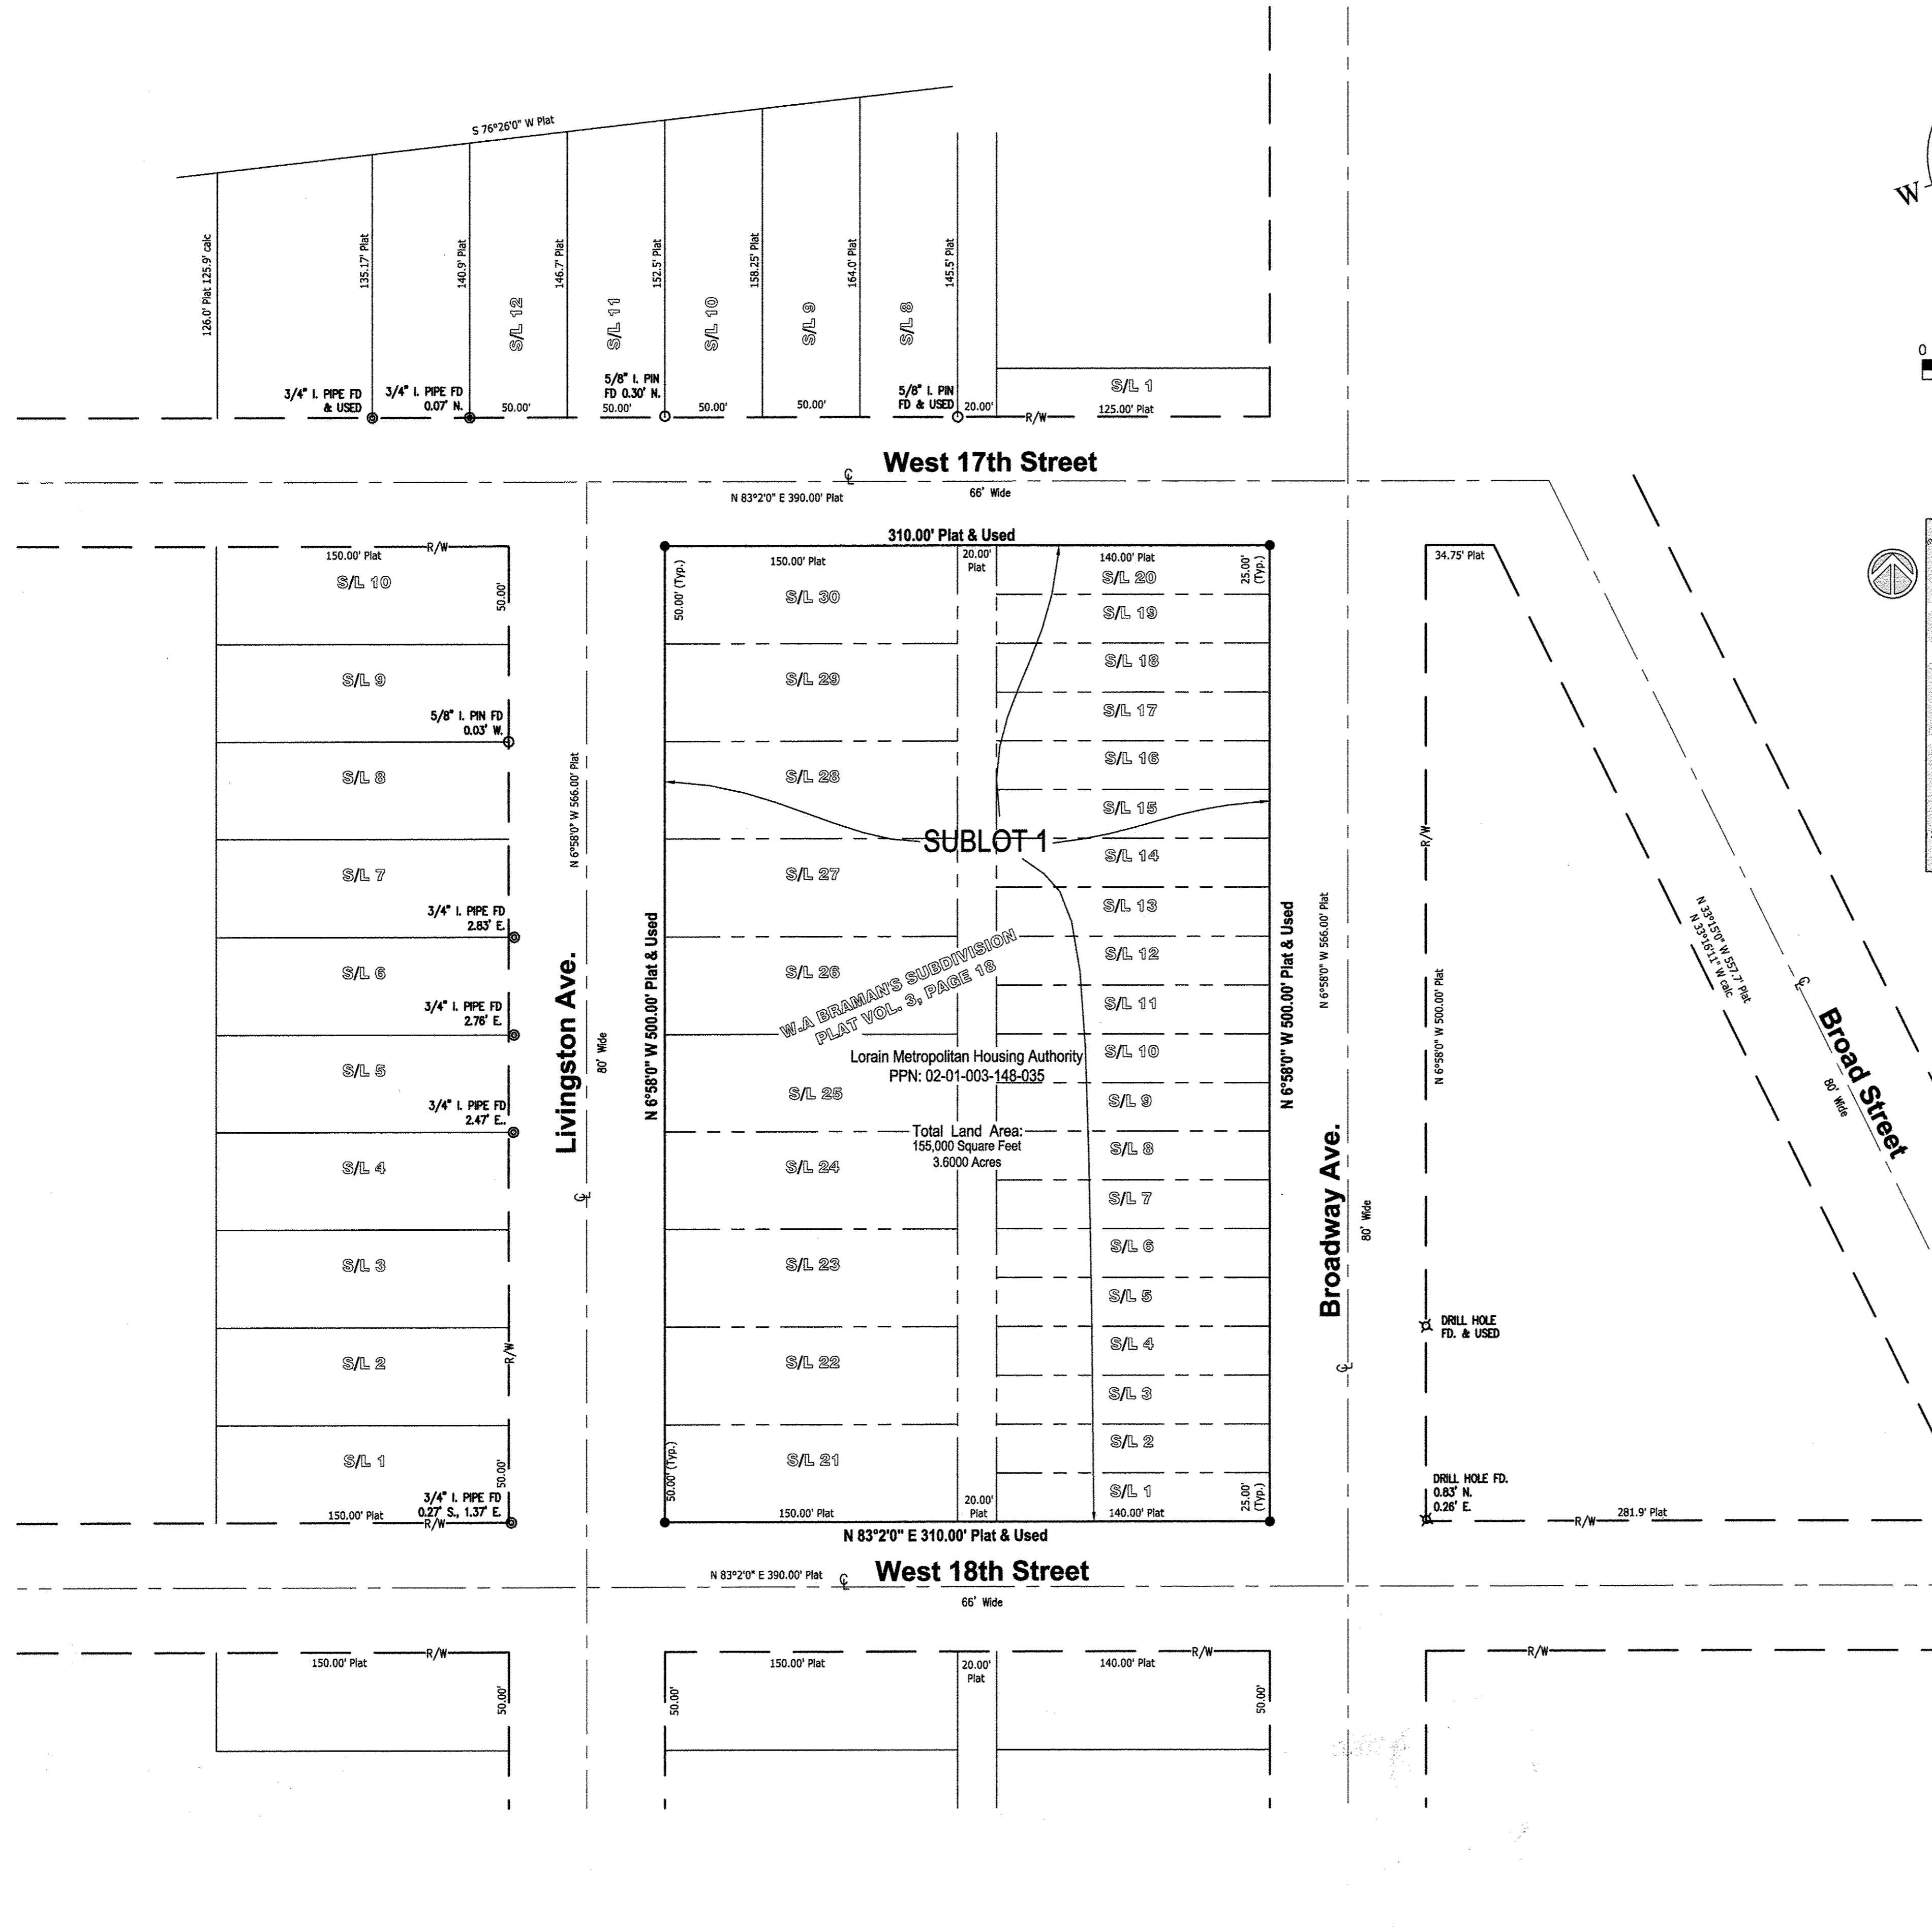 S 76°26'0" W Plat
W
126.0' Plat 125.9' calc
135.17' Plat
140.9' Plat
146.7' Plat
152.5' Plat
158.25' Plat
164.0' Plat
145.5' Plat
S/L 12
S/L 11
S/L 10
S/L 9
S/L 8
0
3/4" I. PIPE FD
& USED
3/4" I. PIPE FD
0.07' N.
50.00'
5/8" I. PIN
FD 0.30' N.
50.00'
50.00'
50.00'
5/8" I. PIN
FD & USED
20.00'
R/W
S/L 1
125.00' Plat
West 17th Street
C
L
N 83°2'0" E 390.00' Plat
66' Wide
150.00' Plat
R/W
S/L 10
50.00'
S/L 9
5/8" I. PIN FD
0.03' W.
S/L 8
S/L 7
3/4" I. PIPE FD
2.83' E.
S/L 6
3/4" I. PIPE FD
2.76' E.
S/L 5
3/4" I. PIPE FD
2.47' E..
S/L 4
S/L 3
S/L 2
R/W
S/L 1
50.00'
3/4" I. PIPE FD
0.27' S., 1.37' E.
150.00' Plat
R/W
N 6°58'0" W 566.00' Plat
Livingston Ave.
80' Wide
C
L
310.00' Plat & Used
50.00' (Typ.)
150.00' Plat
20.00'
Plat
140.00' Plat
25.00'
(Typ.)
S/L 30
S/L 29
S/L 28
S/L 27
S/L 26
S/L 25
S/L 24
S/L 23
S/L 22
S/L 21
S/L 20
S/L 19
S/L 18
S/L 17
S/L 16
S/L 15
S/L 14
S/L 13
S/L 12
S/L 11
S/L 10
S/L 9
S/L 8
S/L 7
S/L 6
S/L 5
S/L 4
S/L 3
S/L 2
S/L 1
SUBLOT 1
W.A BRAMAN'S SUBDIVISION
PLAT VOL. 3, PAGE 18
Lorain Metropolitan Housing Authority
PPN: 02-01-003-148-035
Total Land Area:
155,000 Square Feet
3.6000 Acres
N 6°58'0" W 500.00' Plat & Used
N 6°58'0" W 500.00' Plat & Used
50.00' (Typ.)
150.00' Plat
20.00'
Plat
140.00' Plat
25.00'
(Typ.)
N 83°2'0" E 310.00' Plat & Used
N 6°58'0" W 566.00' Plat
Broadway Ave.
80' Wide
C
L
34.75' Plat
R/W
N 6°58'0" W 500.00' Plat
N 33°15'0" W 557.7' Plat
N 33°16'11" W calc
C
L
Broad Street
80' Wide
DRILL HOLE
FD. & USED
DRILL HOLE FD.
0.83' N.
0.26' E.
R/W
281.9' Plat
N 83°2'0" E 390.00' Plat
C
L
West 18th Street
66' Wide
R/W
150.00' Plat
50.00'
50.00'
150.00' Plat
20.00'
Plat
140.00' Plat
R/W
50.00'
R/W